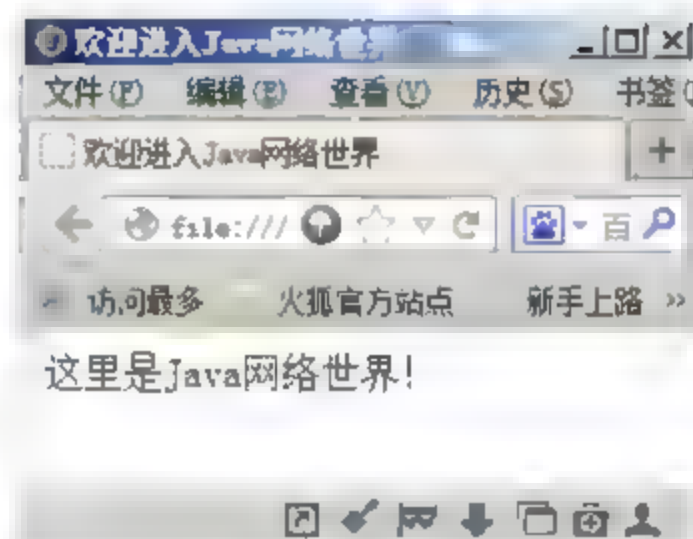 欢迎进入Java网络世界
文件(F) 编辑(E) 查看(V) 历史(S) 书签(
欢迎进入Java网络世界 +
file:/// 百
访问最多 火狐官方站点 新手上路 »
这里是Java网络世界!